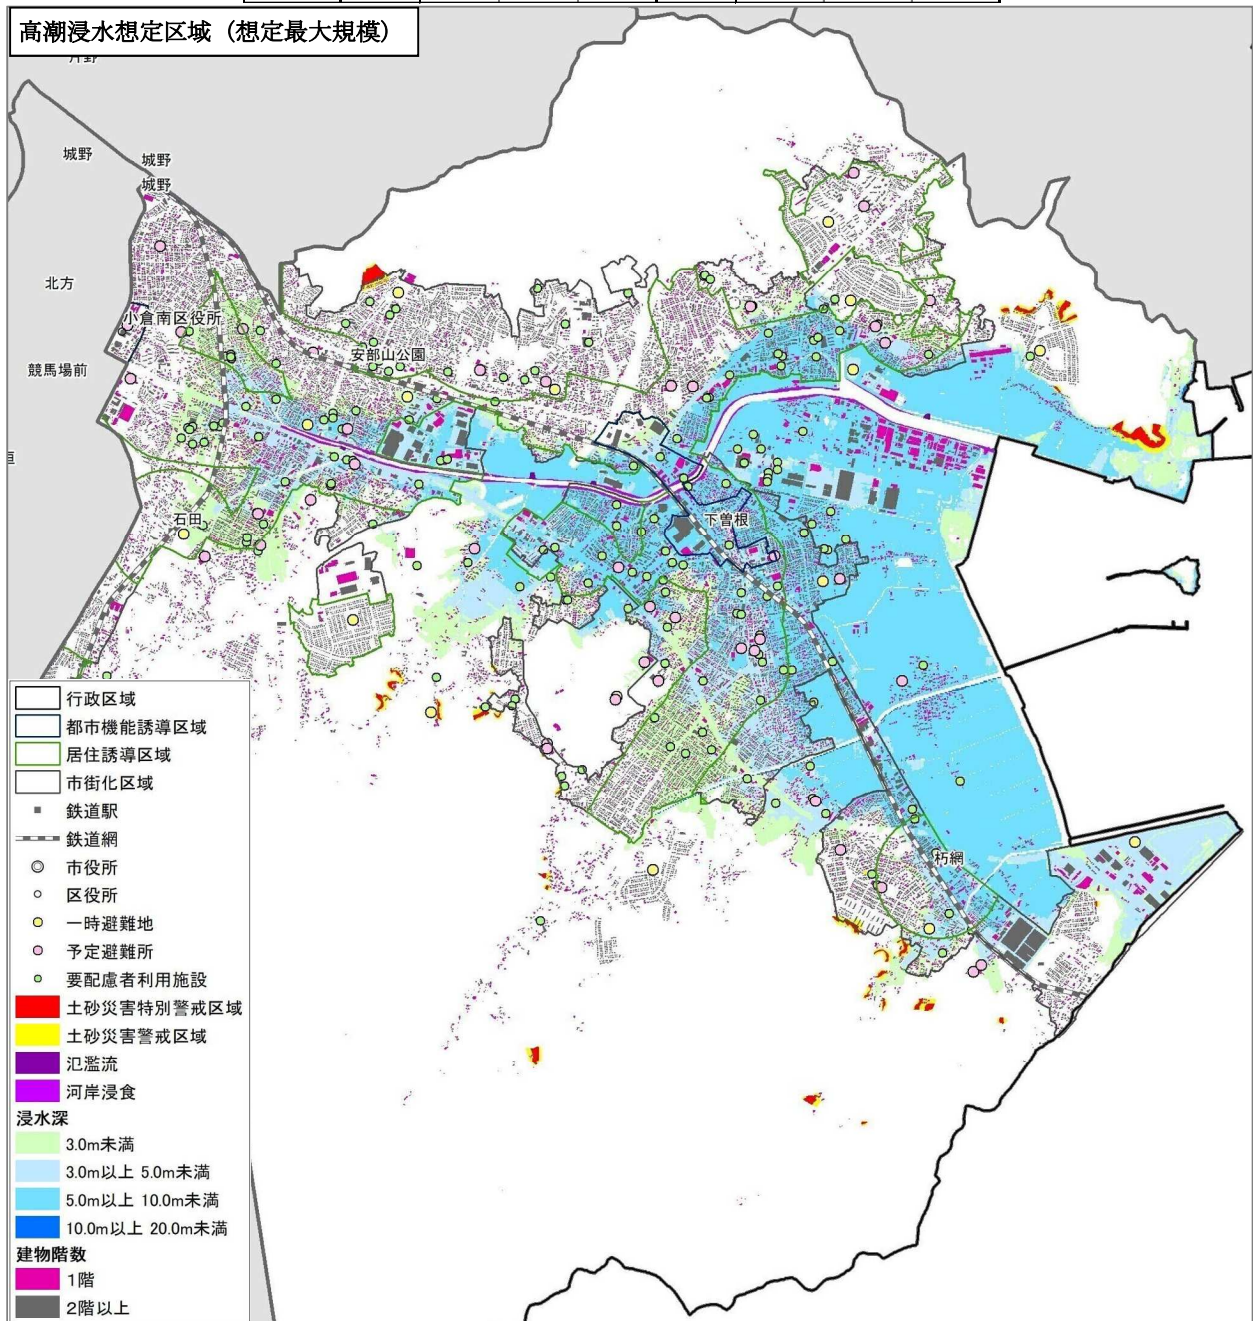 高潮浸水想定区域（想定最大規模）
片野
城野
城野
城野
北方
小倉南区役所
安部山公園
競馬場前
石田
下曽根
朽網
行政区域
都市機能誘導区域
居住誘導区域
市街化区域
鉄道駅
鉄道網
市役所
区役所
一時避難地
予定避難所
要配慮者利用施設
土砂災害特別警戒区域
土砂災害警戒区域
氾濫流
河岸浸食
浸水深
3.0m未満
3.0m以上 5.0m未満
5.0m以上 10.0m未満
10.0m以上 20.0m未満
建物階数
1階
2階以上